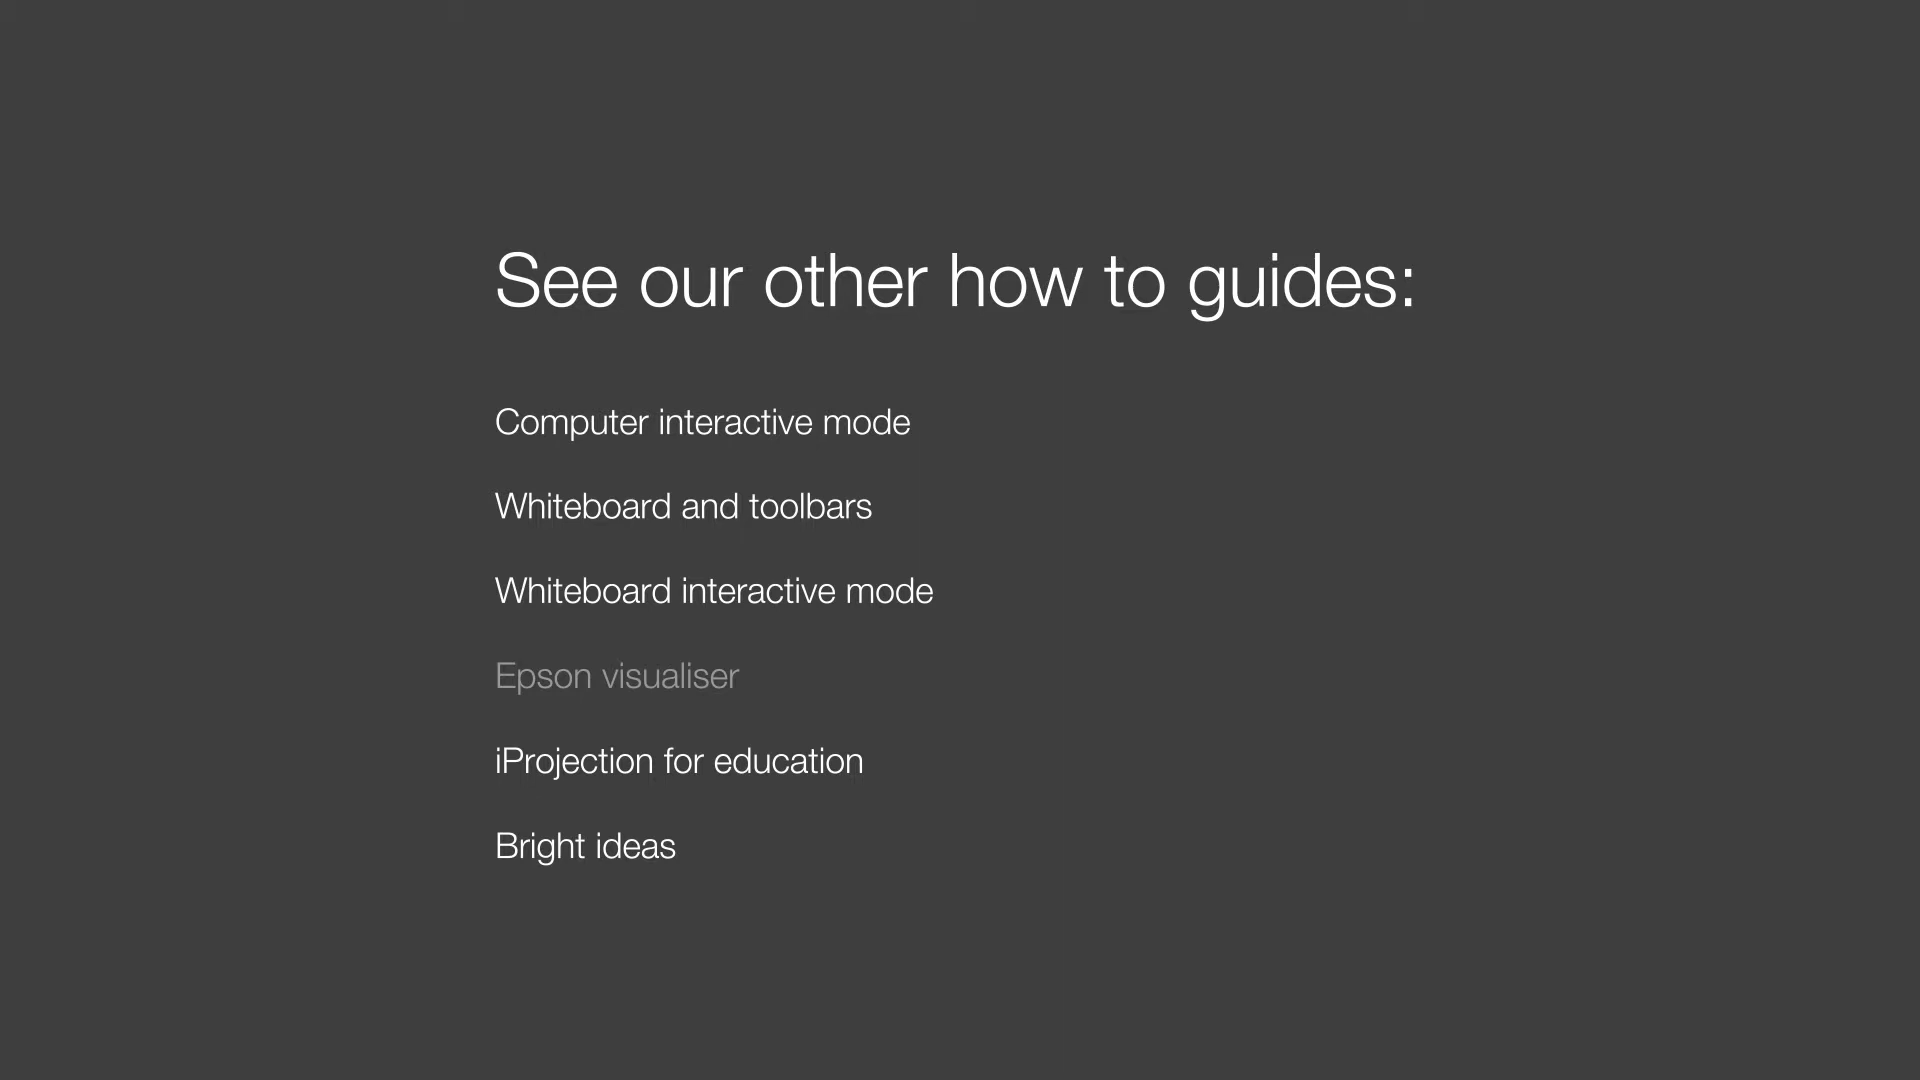 See our other how to guides:
Computer interactive mode
Whiteboard and toolbars
Whiteboard interactive mode
Epson visualiser
iProjection for education
Bright ideas